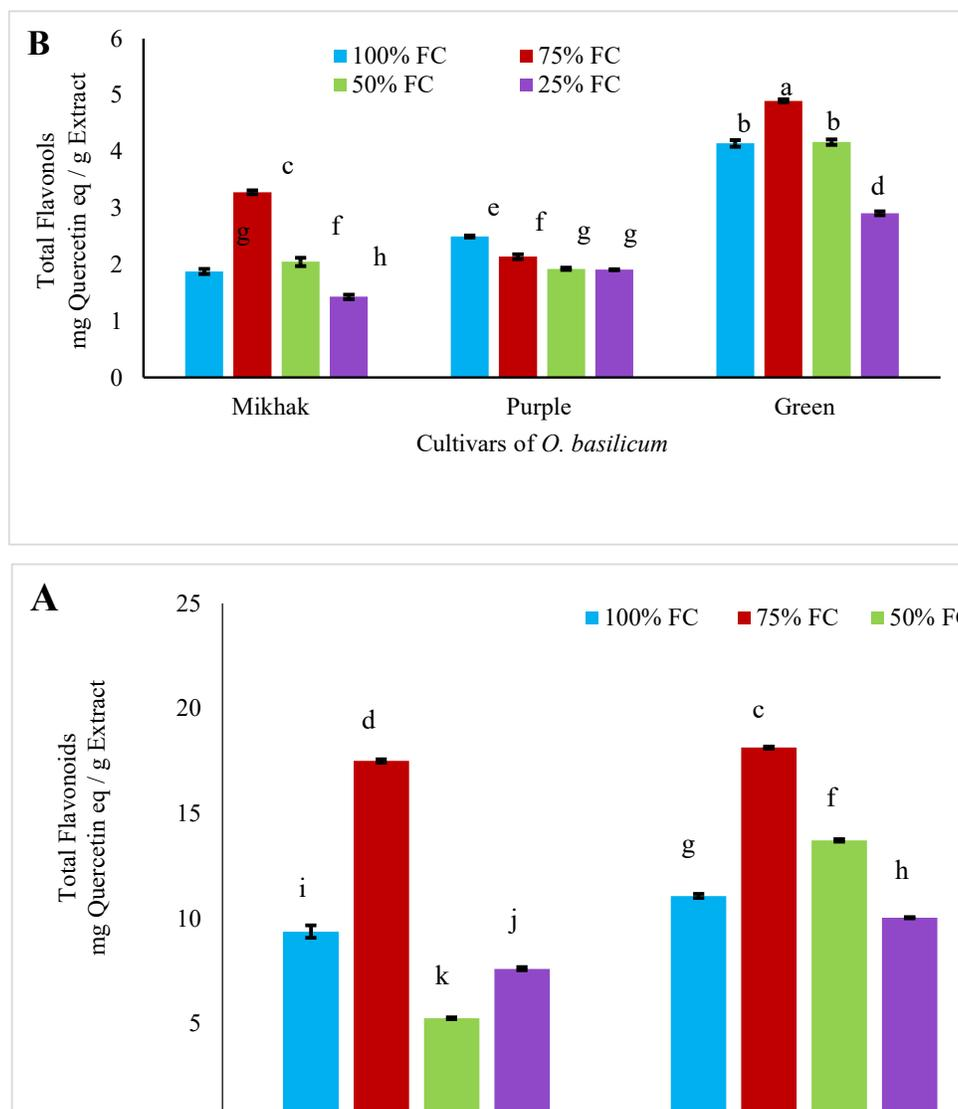 B
Total Flavonols
mg Quercetin eq / g Extract
6
5
4
3
2
1
0
100% FC 75% FC
50% FC 25% FC
g c f h
e f g g
b a b d
Mikhak Purple Green
Cultivars of O. basilicum
A
Total Flavonoids
mg Quercetin eq / g Extract
25
20
15
10
5
100% FC 75% FC 50% F
i d k j
g c f h